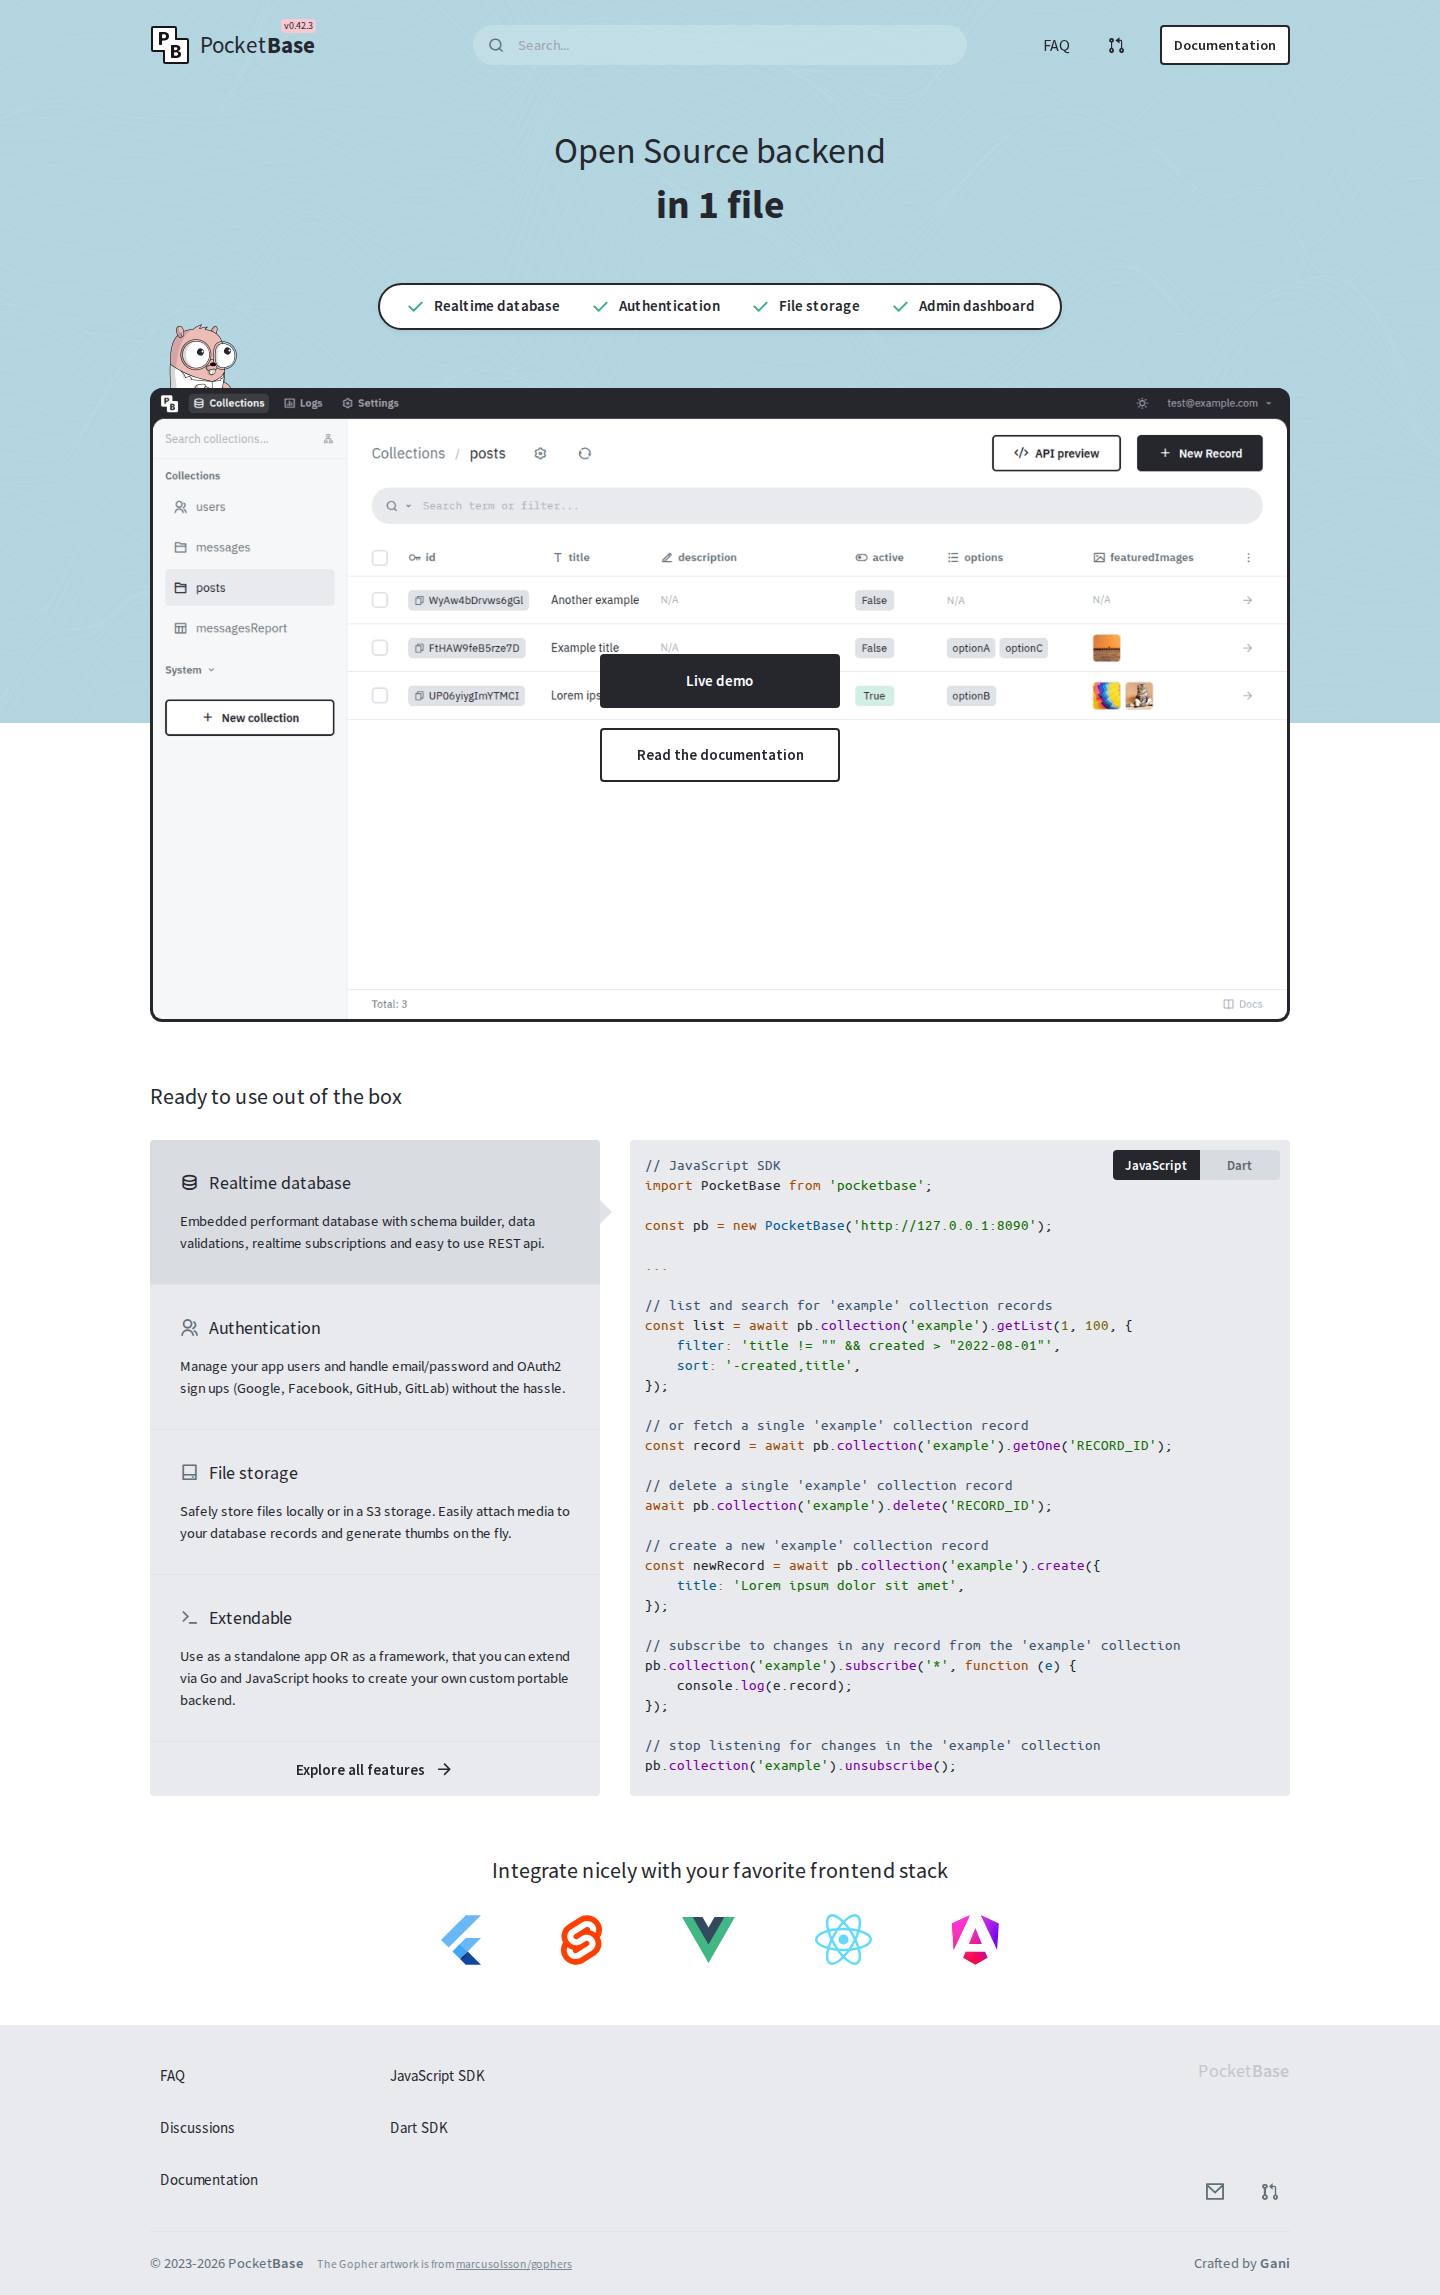 PocketBase v0.42.3
Search...
FAQ
Documentation
Open Source backend
in 1 file
Realtime database
Authentication
File storage
Admin dashboard
Collections Logs Settings test@example.com
Search collections...
Collections
users
messages
posts
messagesReport
System
+ New collection
Collections / posts
API preview
+ New Record
Search term or filter...
id title description active options featuredImages
WyAw4bDrvws6gGl Another example N/A False N/A N/A
FtHAW9feB5rze7D Example title N/A False optionA optionC
UP06yiygImYTMCI Lorem ips True optionB
Live demo
Read the documentation
Total: 3
Docs
Ready to use out of the box
Realtime database
Embedded performant database with schema builder, data
validations, realtime subscriptions and easy to use REST api.
Authentication
Manage your app users and handle email/password and OAuth2
sign ups (Google, Facebook, GitHub, GitLab) without the hassle.
File storage
Safely store files locally or in a S3 storage. Easily attach media to
your database records and generate thumbs on the fly.
Extendable
Use as a standalone app OR as a framework, that you can extend
via Go and JavaScript hooks to create your own custom portable
backend.
Explore all features
JavaScript Dart
// JavaScript SDK
import PocketBase from 'pocketbase';
const pb = new PocketBase('http://127.0.0.1:8090');
...
// list and search for 'example' collection records
const list = await pb.collection('example').getList(1, 100, {
    filter: 'title != "" && created > "2022-08-01"',
    sort: '-created,title',
});
// or fetch a single 'example' collection record
const record = await pb.collection('example').getOne('RECORD_ID');
// delete a single 'example' collection record
await pb.collection('example').delete('RECORD_ID');
// create a new 'example' collection record
const newRecord = await pb.collection('example').create({
    title: 'Lorem ipsum dolor sit amet',
});
// subscribe to changes in any record from the 'example' collection
pb.collection('example').subscribe('*', function (e) {
    console.log(e.record);
});
// stop listening for changes in the 'example' collection
pb.collection('example').unsubscribe();
Integrate nicely with your favorite frontend stack
FAQ
Discussions
Documentation
JavaScript SDK
Dart SDK
PocketBase
© 2023-2026 PocketBase The Gopher artwork is from marcusolsson/gophers
Crafted by Gani